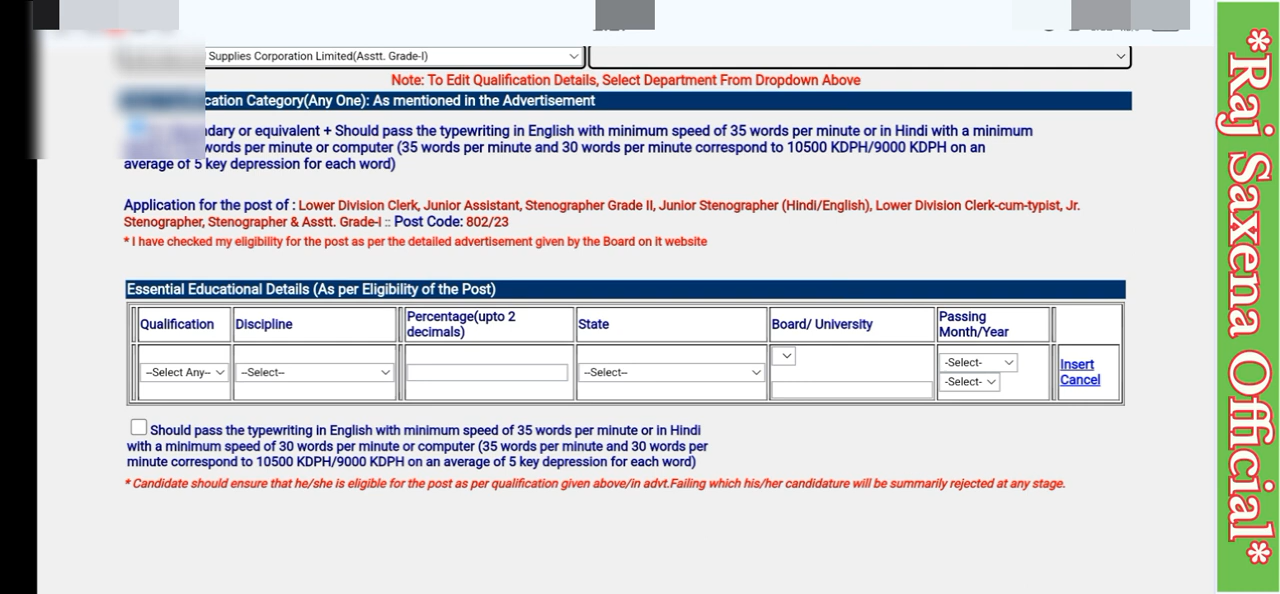 Supplies Corporation Limited(Asstt. Grade-I)
Note: To Edit Qualification Details, Select Department From Dropdown Above
Category(Any One): As mentioned in the Advertisement
or equivalent + Should pass the typewriting in English with minimum speed of 35 words per minute or in Hindi with a minimum
words per minute or computer (35 words per minute and 30 words per minute correspond to 10500 KDPH/9000 KDPH on an
average of 5 key depression for each word)
Application for the post of : Lower Division Clerk, Junior Assistant, Stenographer Grade II, Junior Stenographer (Hindi/English), Lower Division Clerk-cum-typist, Jr.
Stenographer, Stenographer & Asstt. Grade-I :: Post Code: 802/23
* I have checked my eligibility for the post as per the detailed advertisement given by the Board on it website
Essential Educational Details (As per Eligibility of the Post)
Qualification Discipline Percentage(upto 2 decimals) State Board/ University Passing Month/Year
--Select Any-- --Select-- --Select-- -Select- -Select- Insert Cancel
Should pass the typewriting in English with minimum speed of 35 words per minute or in Hindi
with a minimum speed of 30 words per minute or computer (35 words per minute and 30 words per
minute correspond to 10500 KDPH/9000 KDPH on an average of 5 key depression for each word)
* Candidate should ensure that he/she is eligible for the post as per qualification given above/in advt.Failing which his/her candidature will be summarily rejected at any stage.
*Raj Saxena Official*